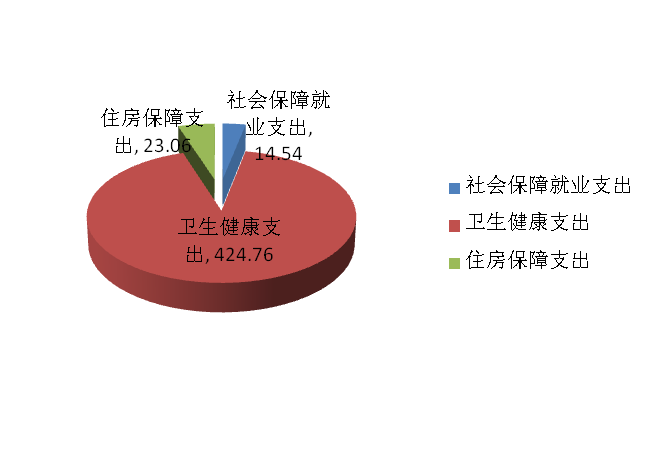 社会保障就
业支出,
14.54
住房保障支
出, 23.06
卫生健康支
出, 424.76
社会保障就业支出
卫生健康支出
住房保障支出